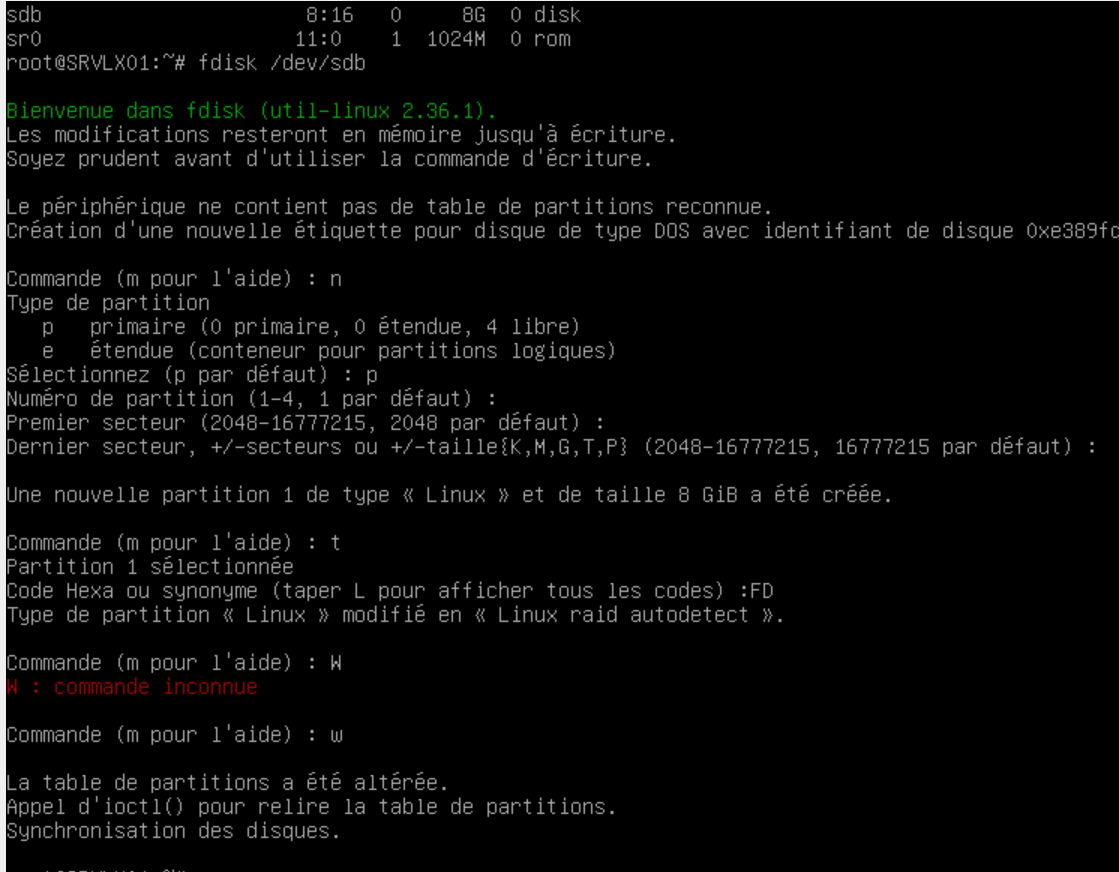 sdb 8:16 0 8G 0 disk
sr0 11:0 1 1024M 0 rom
root@SRVLX01:~# fdisk /dev/sdb
Bienvenue dans fdisk (util-linux 2.36.1).
Les modifications resteront en mémoire jusqu'à écriture.
Soyez prudent avant d'utiliser la commande d'écriture.
Le périphérique ne contient pas de table de partitions reconnue.
Création d'une nouvelle étiquette pour disque de type DOS avec identifiant de disque 0xe389f
Commande (m pour l'aide) : n
Type de partition
p primaire (0 primaire, 0 étendue, 4 libre)
e étendue (conteneur pour partitions logiques)
Sélectionnez (p par défaut) : p
Numéro de partition (1-4, 1 par défaut) :
Premier secteur (2048-16777215, 2048 par défaut) :
Dernier secteur, +/-secteurs ou +/-taille{K,M,G,T,P} (2048-16777215, 16777215 par défaut) :
Une nouvelle partition 1 de type « Linux » et de taille 8 GiB a été créée.
Commande (m pour l'aide) : t
Partition 1 sélectionnée
Code Hexa ou synonyme (taper L pour afficher tous les codes) :FD
Type de partition « Linux » modifié en « Linux raid autodetect ».
Commande (m pour l'aide) : W
W : commande inconnue
Commande (m pour l'aide) : w
La table de partitions a été altérée.
Appel d'ioctl() pour relire la table de partitions.
Synchronisation des disques.